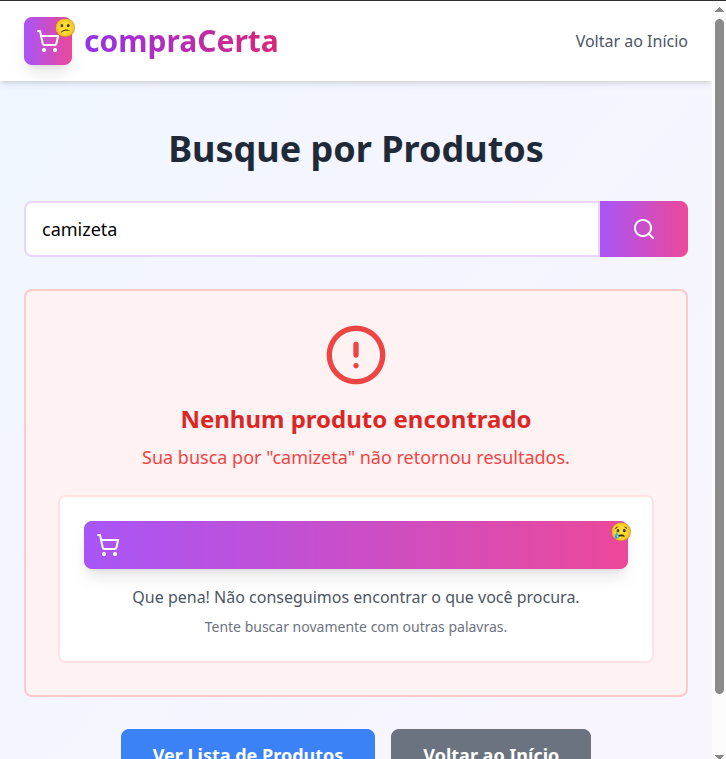 compraCerta
Voltar ao Início
Busque por Produtos
camizeta
Nenhum produto encontrado
Sua busca por "camizeta" não retornou resultados.
Que pena! Não conseguimos encontrar o que você procura.
Tente buscar novamente com outras palavras.
Ver Lista de Produtos
Voltar ao Início